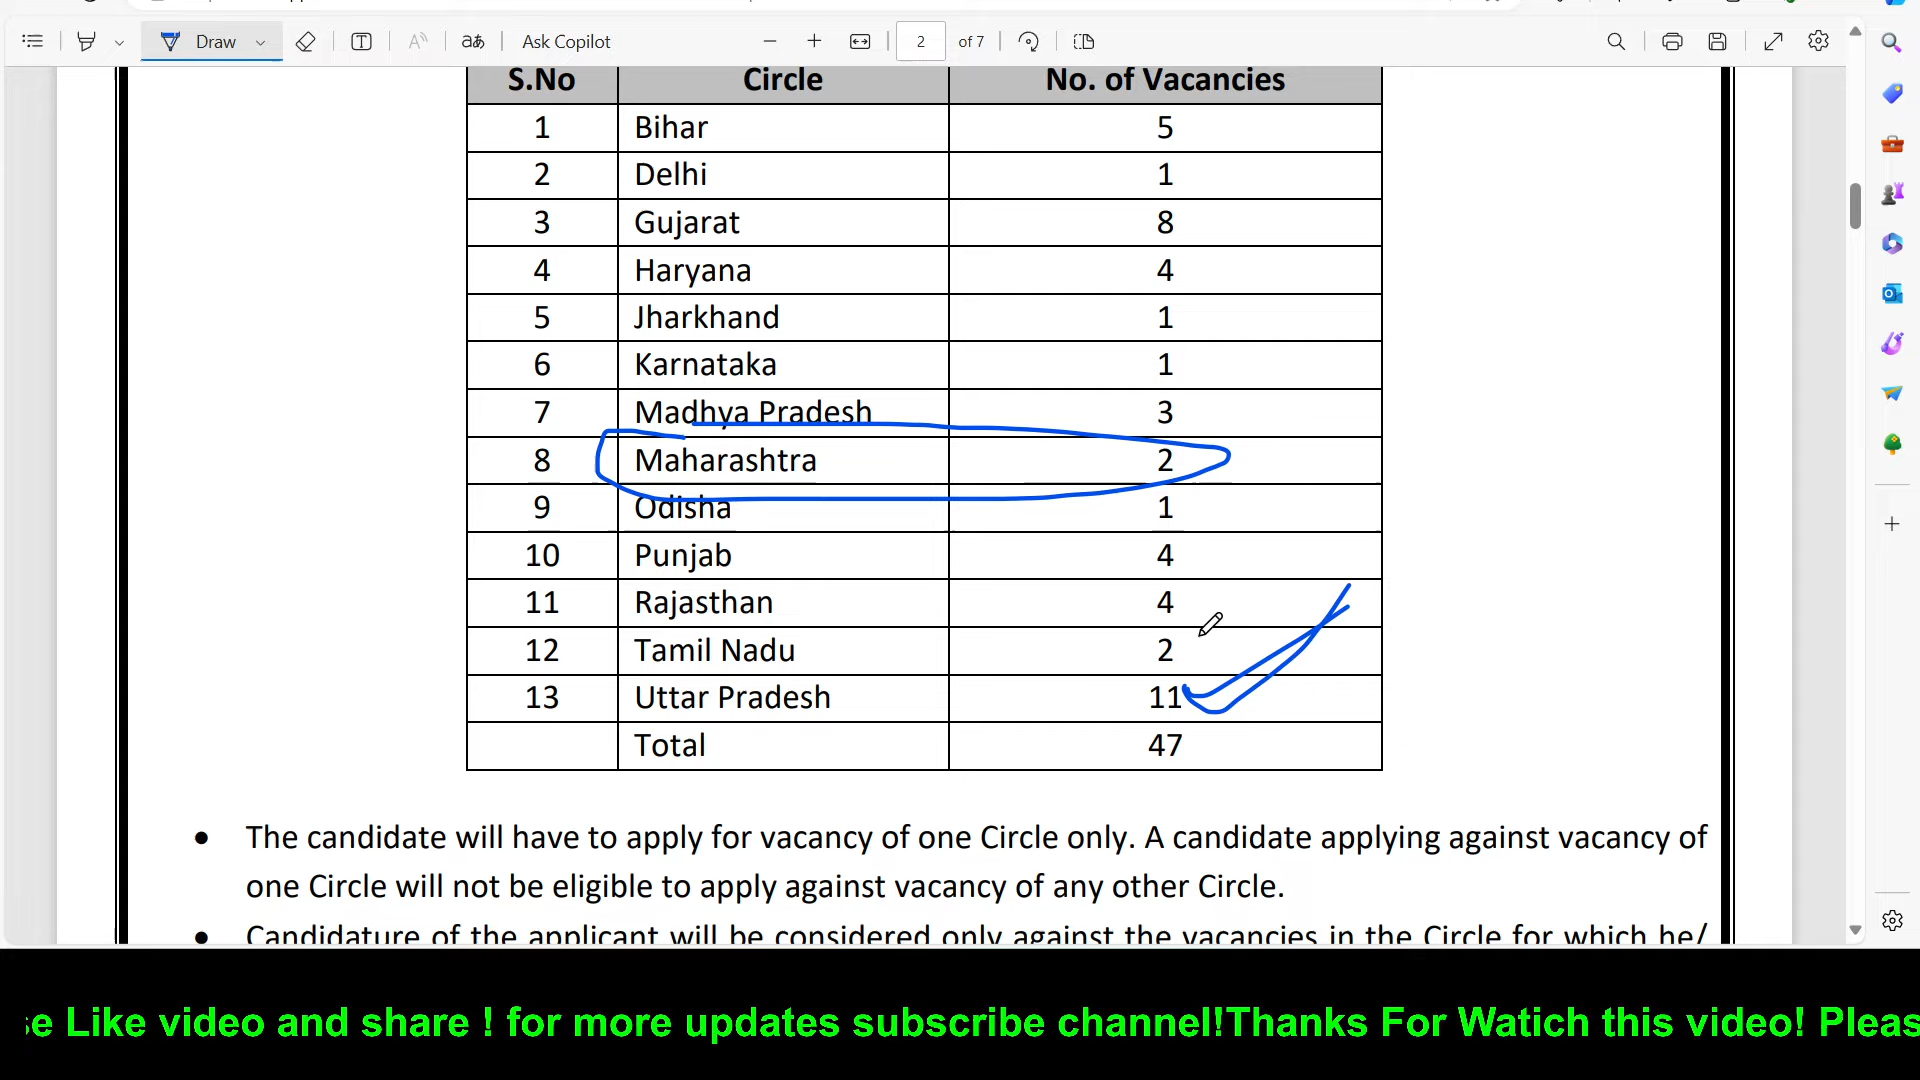 Draw
Ask Copilot
2 of 7
S.No Circle No. of Vacancies
1 Bihar 5
2 Delhi 1
3 Gujarat 8
4 Haryana 4
5 Jharkhand 1
6 Karnataka 1
7 Madhya Pradesh 3
8 Maharashtra 2
9 Odisha 1
10 Punjab 4
11 Rajasthan 4
12 Tamil Nadu 2
13 Uttar Pradesh 11
Total 47
• The candidate will have to apply for vacancy of one Circle only. A candidate applying against vacancy of
one Circle will not be eligible to apply against vacancy of any other Circle.
• Candidature of the applicant will be considered only against the vacancies in the Circle for which he/
se Like video and share ! for more updates subscribe channel!Thanks For Watich this video! Pleas